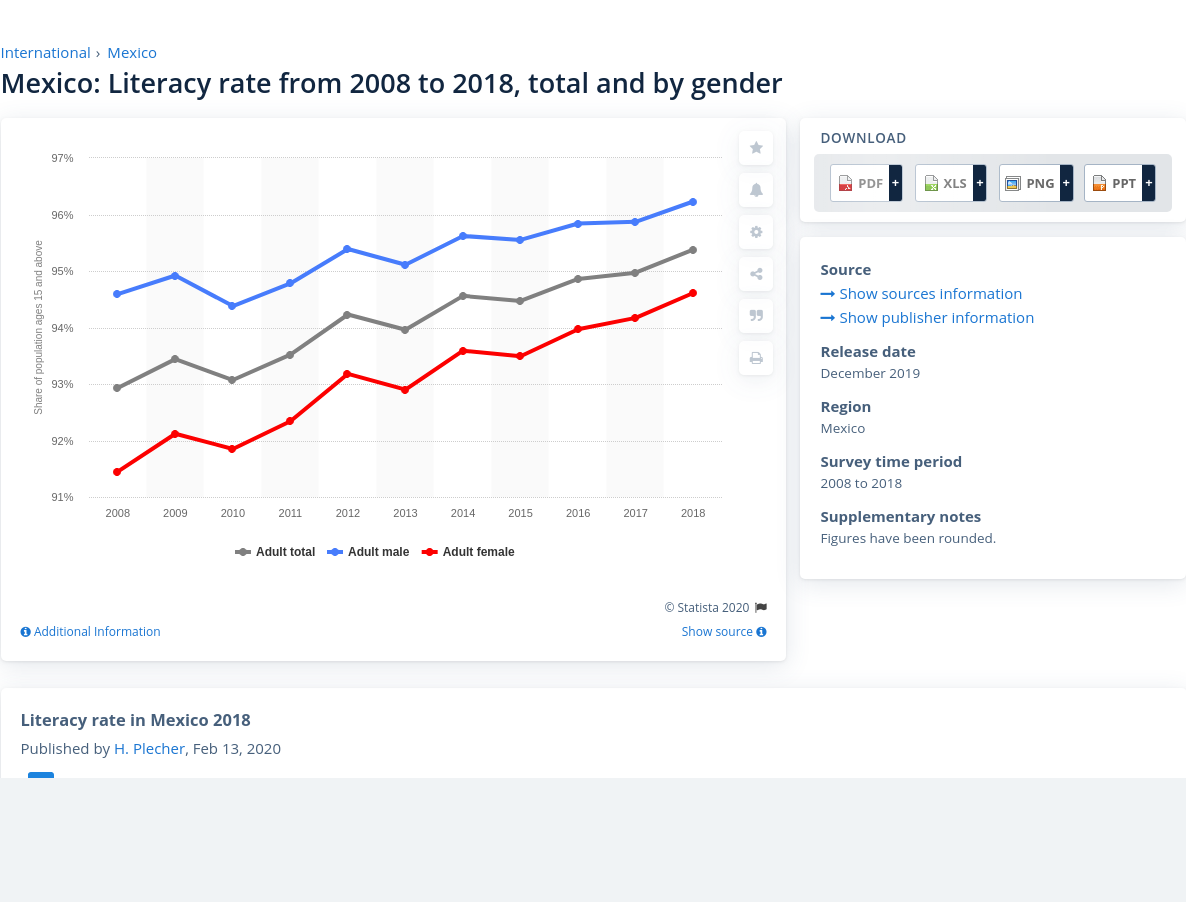 International › Mexico
Mexico: Literacy rate from 2008 to 2018, total and by gender
97%
96%
95%
94%
93%
92%
91%
Share of population ages 15 and above
2008 2009 2010 2011 2012 2013 2014 2015 2016 2017 2018
Adult total Adult male Adult female
© Statista 2020
Additional Information
Show source
DOWNLOAD
PDF + XLS + PNG + PPT +
Source
Show sources information
Show publisher information
Release date
December 2019
Region
Mexico
Survey time period
2008 to 2018
Supplementary notes
Figures have been rounded.
Literacy rate in Mexico 2018
Published by H. Plecher, Feb 13, 2020